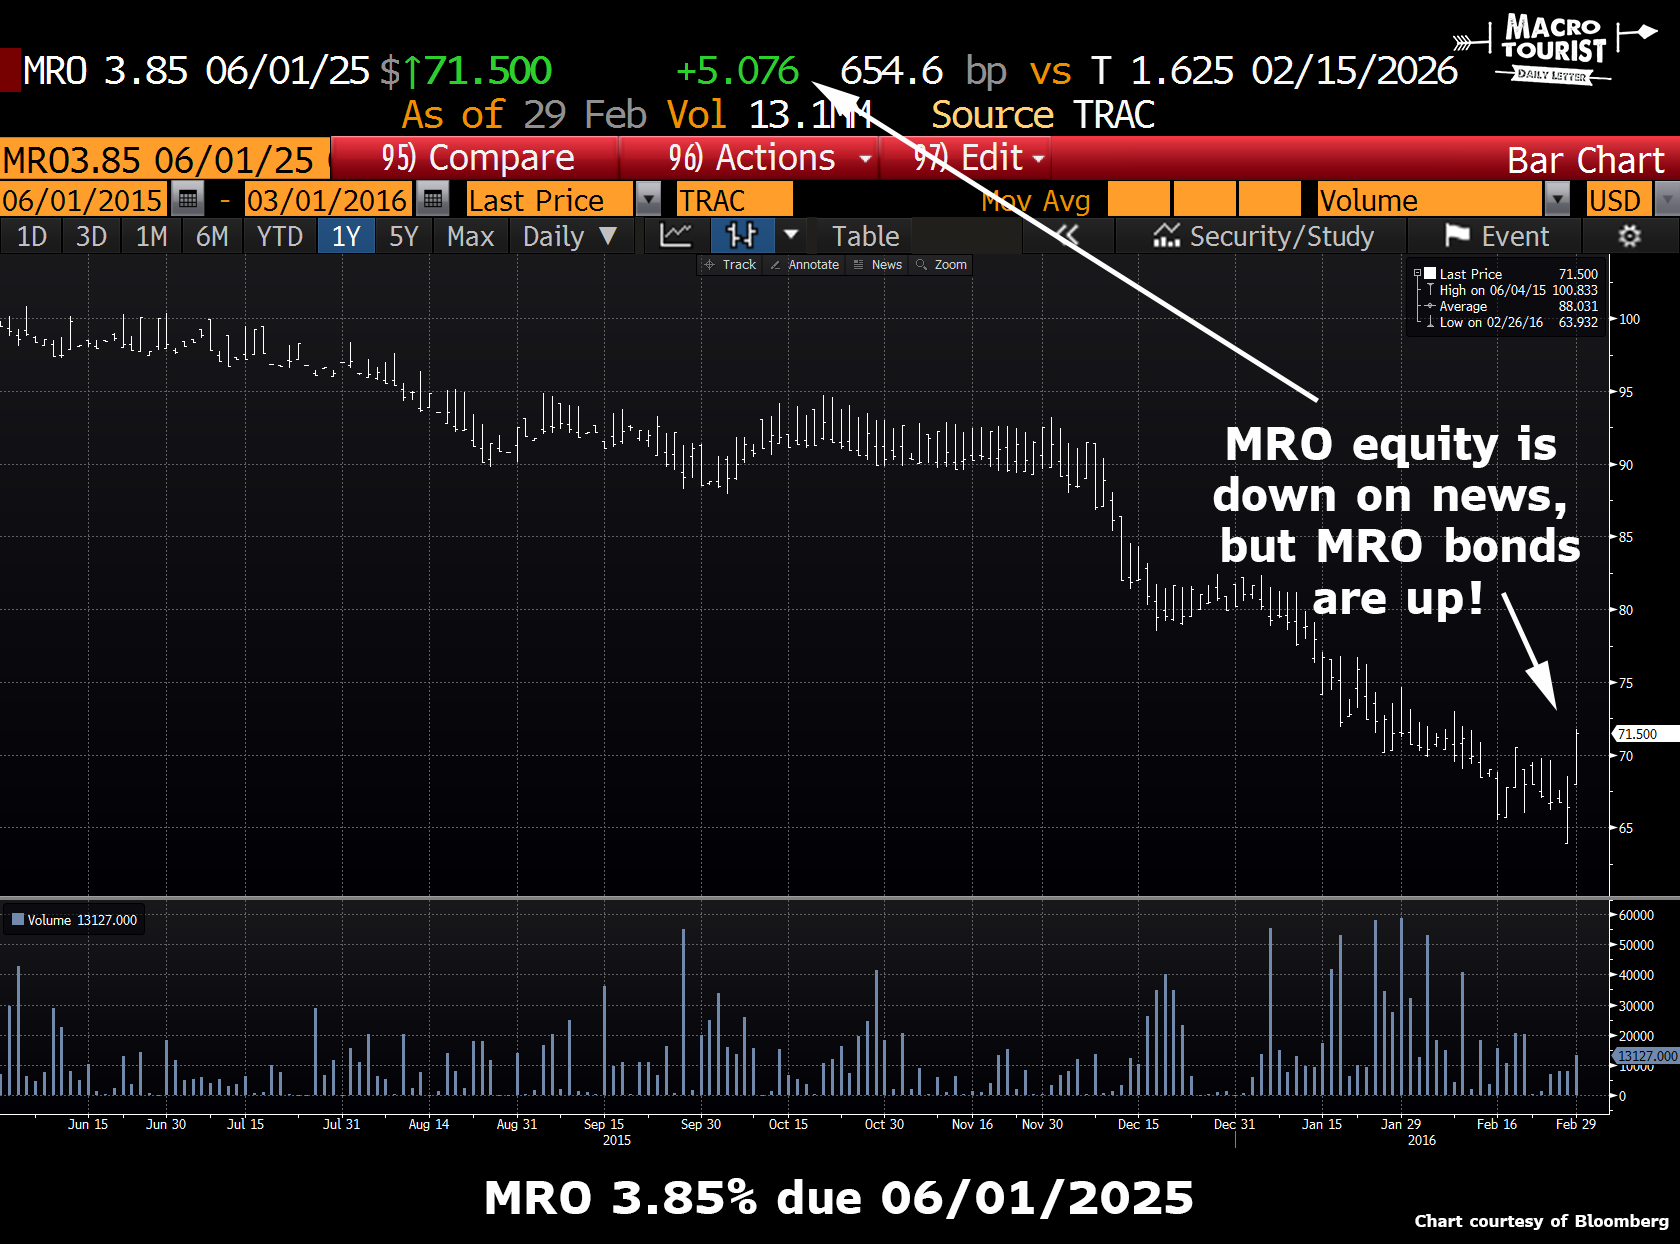 MACRO
TOURIST
DAILY LETTER
MRO 3.85 06/01/25 $↑71.500 +5.076 654.6 bp vs T 1.625 02/15/2026
As of 29 Feb Vol 13.1MM Source TRAC
MRO3.85 06/01/25 95) Compare 96) Actions 97) Edit Bar Chart
06/01/2015 - 03/01/2016 Last Price TRAC Mov Avg Volume USD
1D 3D 1M 6M YTD 1Y 5Y Max Daily ▼ Table « Security/Study Event
Track Annotate News Zoom
Last Price 71.500
High on 06/04/15 100.833
Average 88.031
Low on 02/26/16 63.932
100
95
90
85
80
75
71.500
70
65
MRO equity is
down on news,
but MRO bonds
are up!
Volume 13127.000
60000
50000
40000
30000
20000
13127.000
10000
0
Jun 15 Jun 30 Jul 15 Jul 31 Aug 14 Aug 31 Sep 15 Sep 30 Oct 15 Oct 30 Nov 16 Nov 30 Dec 15 Dec 31 Jan 15 Jan 29 Feb 16 Feb 29
2015 2016
MRO 3.85% due 06/01/2025
Chart courtesy of Bloomberg